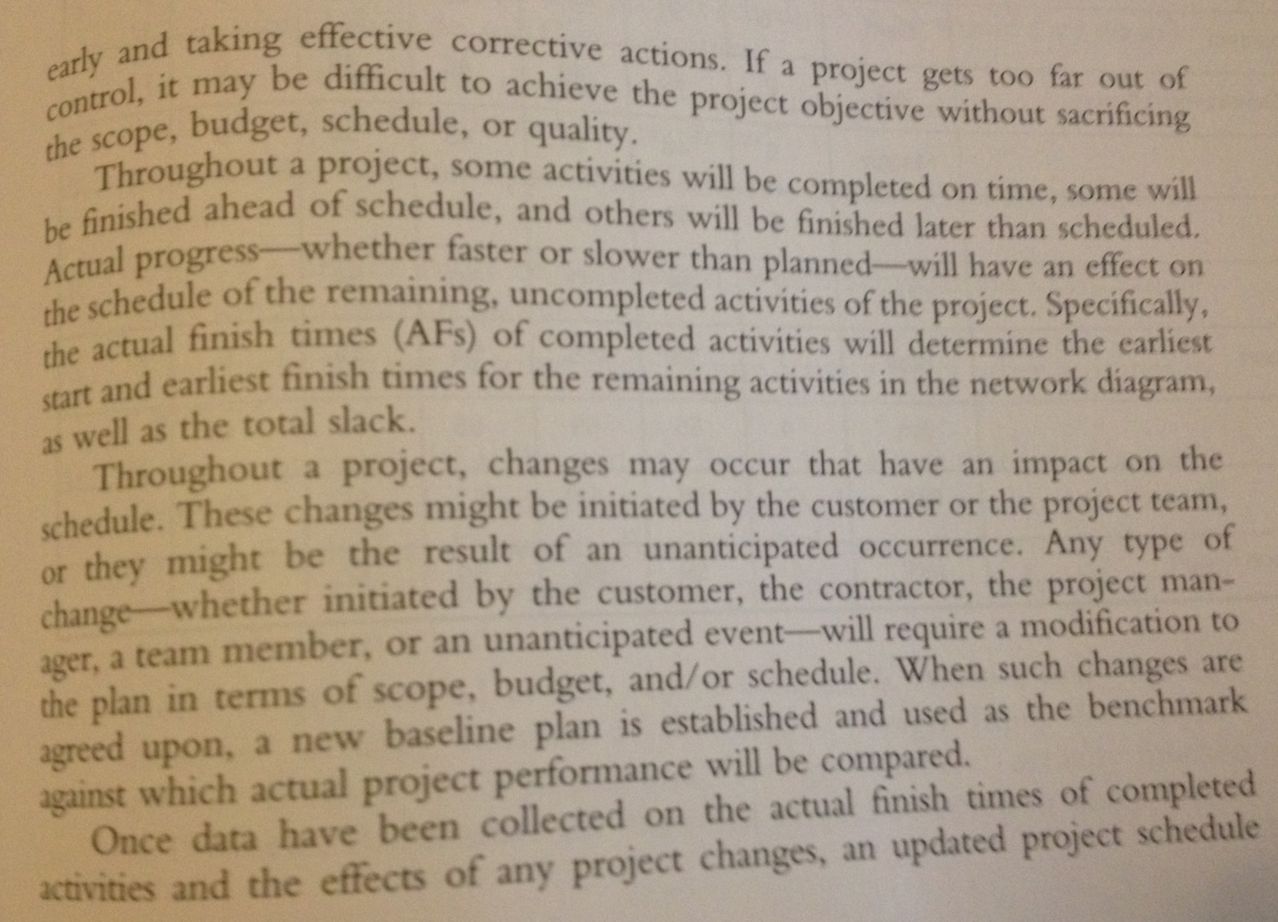 early and taking effective corrective actions. If a project gets too far out of
control, it may be difficult to achieve the project objective without sacrificing
the scope, budget, schedule, or quality.
Throughout a project, some activities will be completed on time, some will
be finished ahead of schedule, and others will be finished later than scheduled.
Actual progress—whether faster or slower than planned—will have an effect on
the schedule of the remaining, uncompleted activities of the project. Specifically,
the actual finish times (AFs) of completed activities will determine the earliest
start and earliest finish times for the remaining activities in the network diagram,
as well as the total slack.
Throughout a project, changes may occur that have an impact on the
schedule. These changes might be initiated by the customer or the project team,
or they might be the result of an unanticipated occurrence. Any type of
change—whether initiated by the customer, the contractor, the project man-
ager, a team member, or an unanticipated event—will require a modification to
the plan in terms of scope, budget, and/or schedule. When such changes are
agreed upon, a new baseline plan is established and used as the benchmark
against which actual project performance will be compared.
Once data have been collected on the actual finish times of completed
activities and the effects of any project changes, an updated project schedule